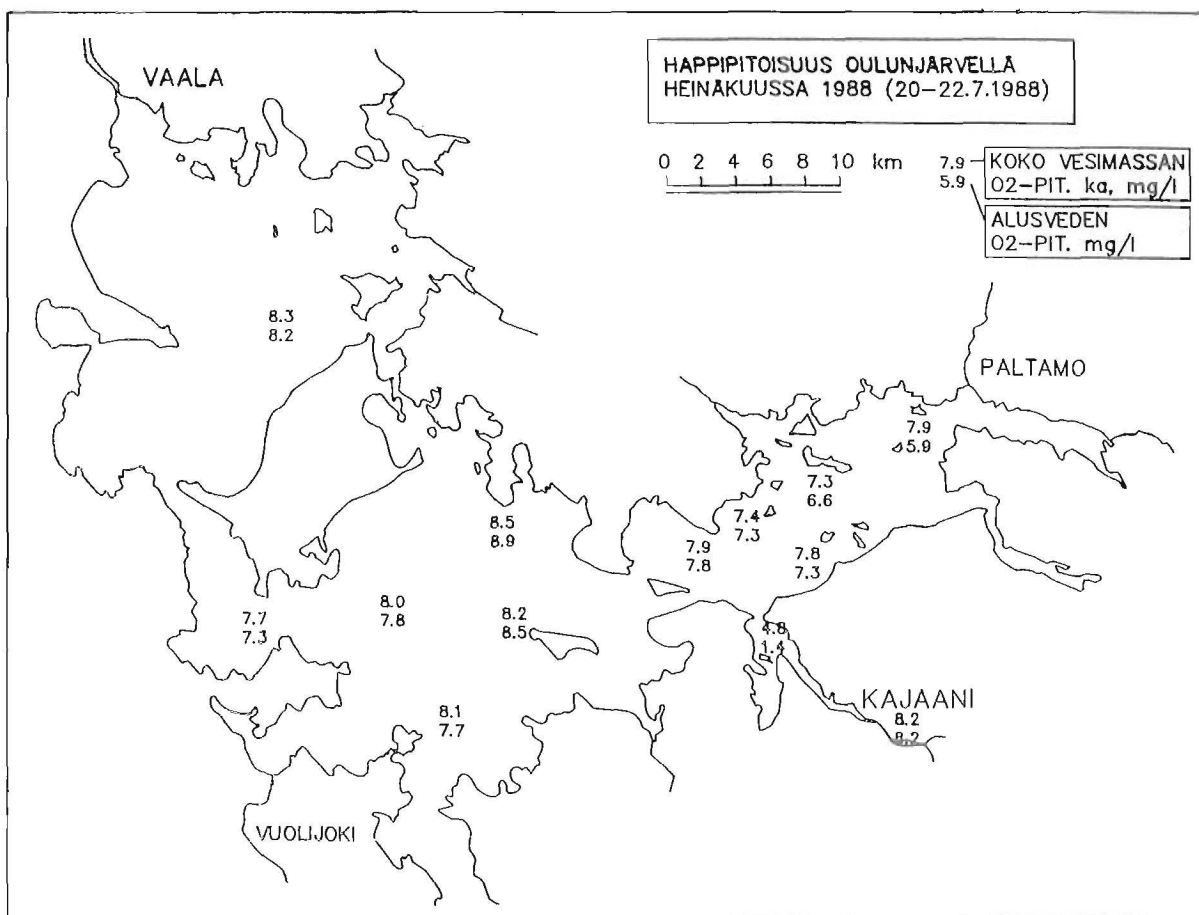 VAALA
HAPPIPITOISUUS OULUNJÄRVELLÄ
HEINÄKUUSSA 1988 (20-22.7.1988)
0 2 4 6 8 10 km
7.9
5.9
KOKO VESIMASSAN
O2-PIT. ka, mg/l
ALUSVEDEN
O2-PIT. mg/l
8.3
8.2
PALTAMO
7.9
5.9
7.3
6.6
7.4
7.3
8.5
8.9
7.9
7.8
7.8
7.3
8.0
7.8
7.7
7.3
8.2
8.5
4.8
1.4
KAJAANI
8.2
8.2
8.1
7.7
VUOLIJOKI